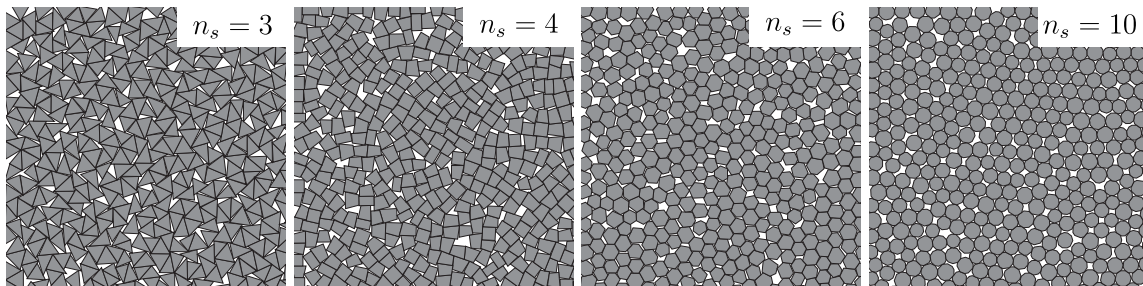 n_s = 3
n_s = 4
n_s = 6
n_s = 10